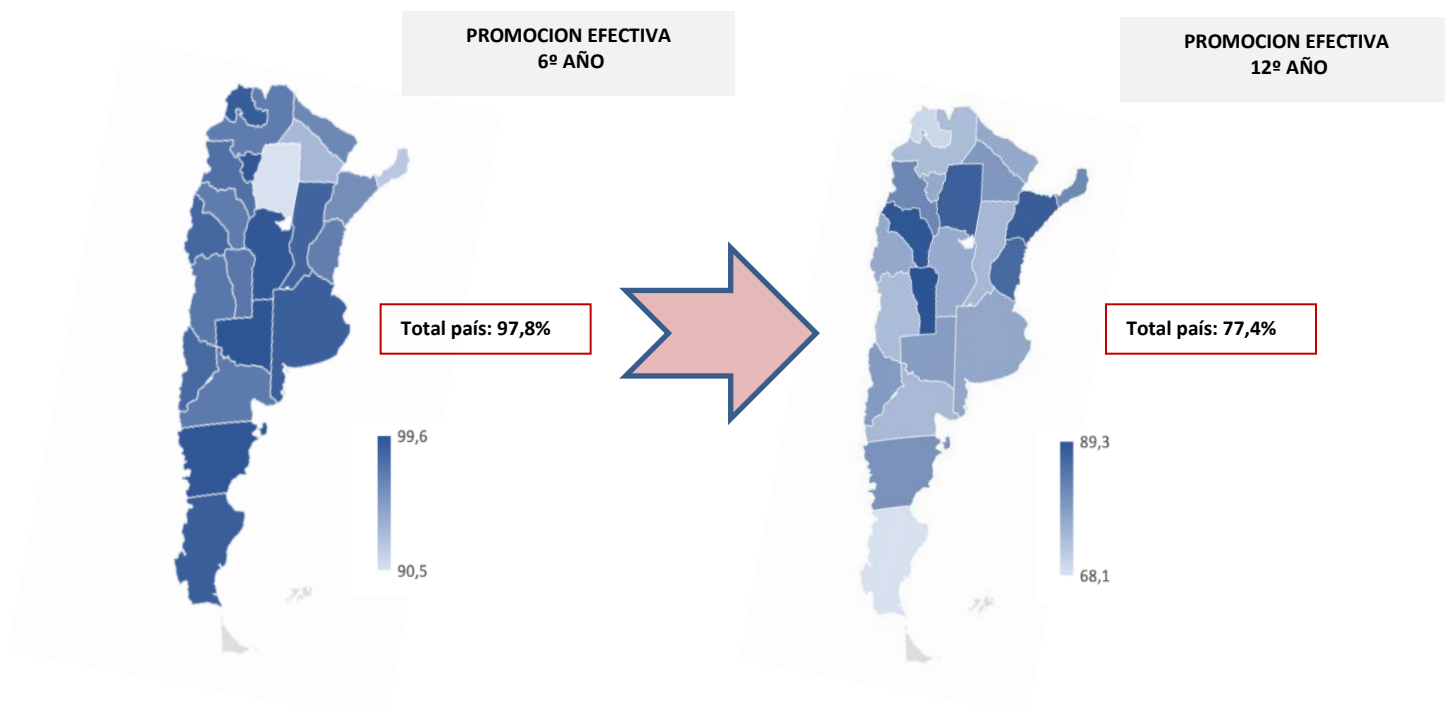 PROMOCION EFECTIVA
6º AÑO
Total país: 97,8%
99,6
90,5
PROMOCION EFECTIVA
12º AÑO
Total país: 77,4%
89,3
68,1